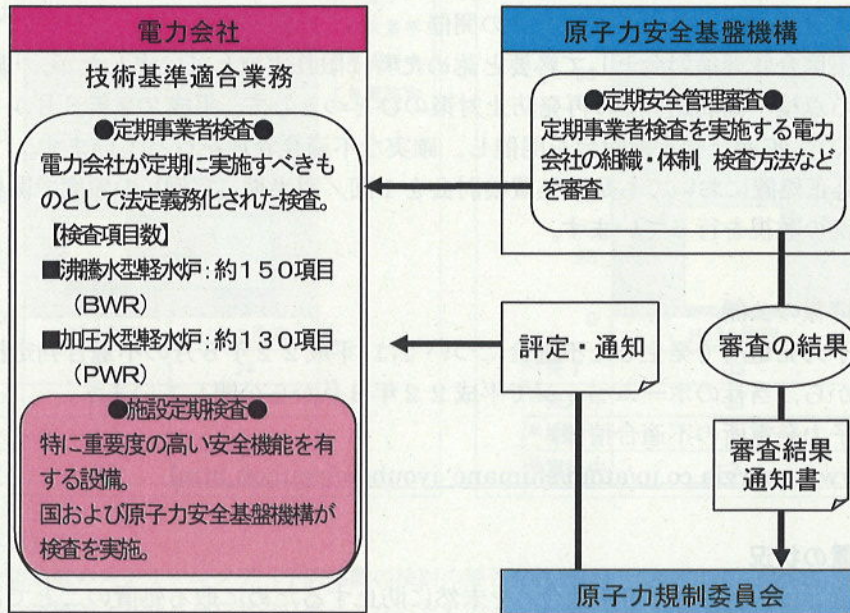 電力会社
技術基準適合業務
●定期事業者検査●
電力会社が定期に実施すべきも
のとして法定義務化された検査。
【検査項目数】
■沸騰水型軽水炉：約１５０項目
（BWR）
■加圧水型軽水炉：約１３０項目
（PWR）
●施設定期検査●
特に重要度の高い安全機能を有
する設備。
国および原子力安全基盤機構が
検査を実施。
原子力安全基盤機構
●定期安全管理審査●
定期事業者検査を実施する電力
会社の組織・体制，検査方法など
を審査
評定・通知
審査の結果
審査結果
通知書
原子力規制委員会